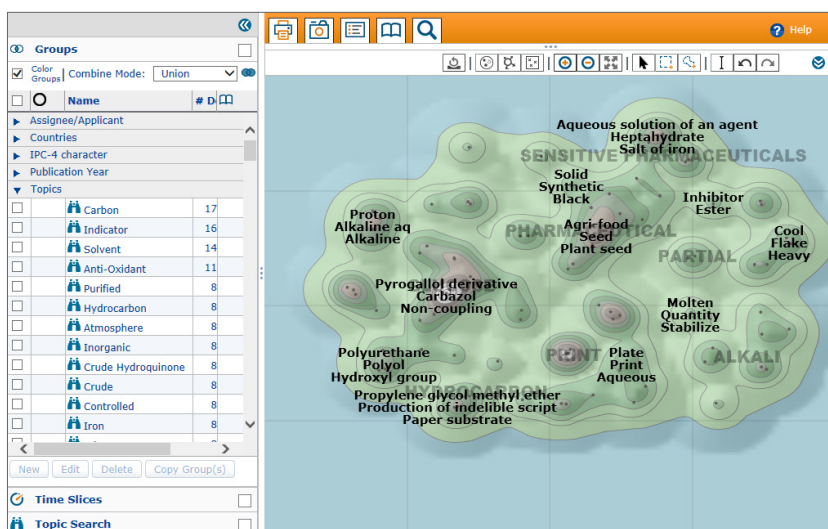 Help
Groups
Color Groups
Combine Mode: Union
Name # D
Assignee/Applicant
Countries
IPC-4 character
Publication Year
Topics
Carbon 17
Indicator 16
Solvent 14
Anti-Oxidant 11
Purified 8
Hydrocarbon 8
Atmosphere 8
Inorganic 8
Crude Hydroquinone 8
Crude 8
Controlled 8
Iron 8
New Edit Delete Copy Group(s)
Time Slices
Topic Search
Aqueous solution of an agent
Heptahydrate
Salt of iron
SENSITIVE PHARMACEUTICALS
Solid
Synthetic
Black
Inhibitor
Ester
Proton
Alkaline aq
Alkaline
Agri-food
Seed
Plant seed
PHARMACEUTICAL
Cool
Flake
Heavy
PARTIAL
Pyrogallol derivative
Carbazol
Non-coupling
Molten
Quantity
Stabilize
Polyurethane
Polyol
Hydroxyl group
PRINT
Plate
Print
Aqueous
ALKALI
HYDROCARBON
Propylene glycol methyl ether
Production of indelible script
Paper substrate